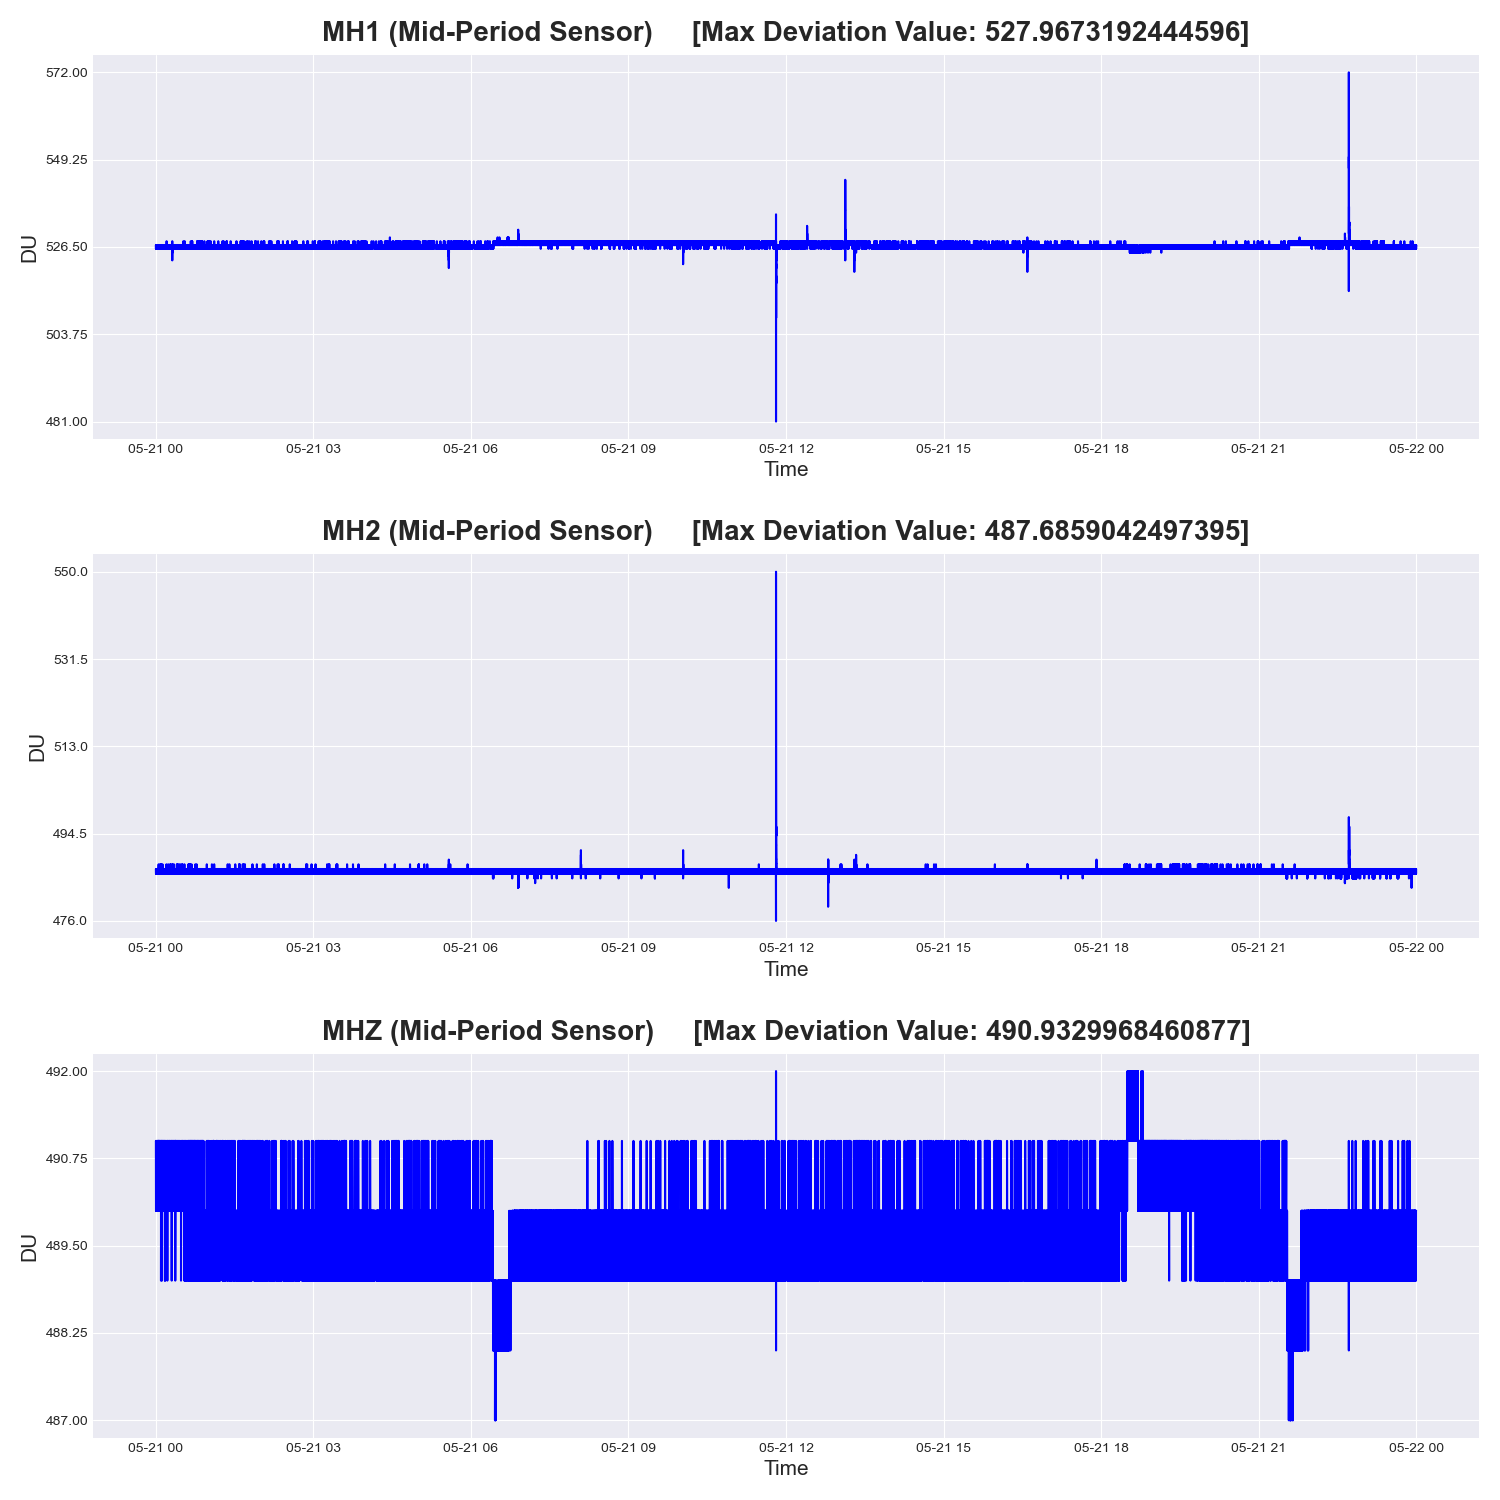 MH1 (Mid-Period Sensor) [Max Deviation Value: 527.9673192444596]
572.00
549.25
526.50
503.75
481.00
DU
05-21 00 05-21 03 05-21 06 05-21 09 05-21 12 05-21 15 05-21 18 05-21 21 05-22 00
Time
MH2 (Mid-Period Sensor) [Max Deviation Value: 487.6859042497395]
550.0
531.5
513.0
494.5
476.0
DU
05-21 00 05-21 03 05-21 06 05-21 09 05-21 12 05-21 15 05-21 18 05-21 21 05-22 00
Time
MHZ (Mid-Period Sensor) [Max Deviation Value: 490.9329968460877]
492.00
490.75
489.50
488.25
487.00
DU
05-21 00 05-21 03 05-21 06 05-21 09 05-21 12 05-21 15 05-21 18 05-21 21 05-22 00
Time